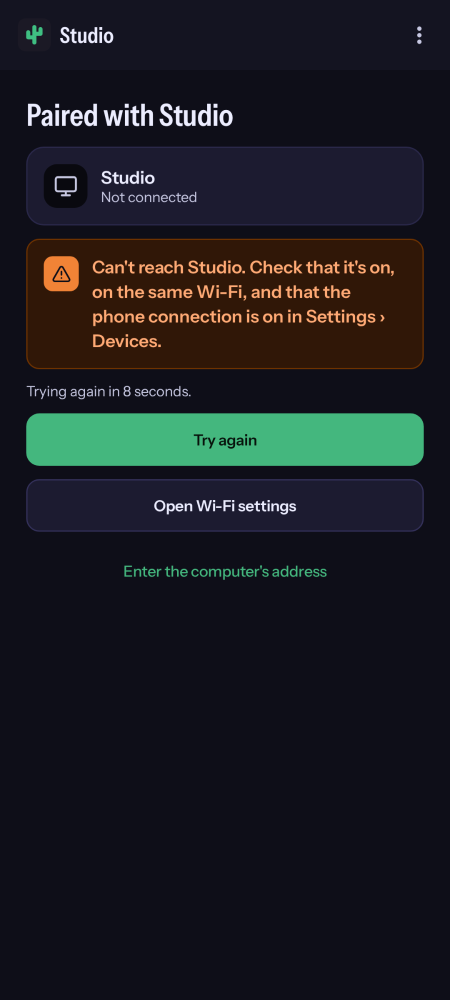 Studio
Paired with Studio
Studio
Not connected
Can't reach Studio. Check that it's on,
on the same Wi-Fi, and that the
phone connection is on in Settings ›
Devices.
Trying again in 8 seconds.
Try again
Open Wi-Fi settings
Enter the computer's address